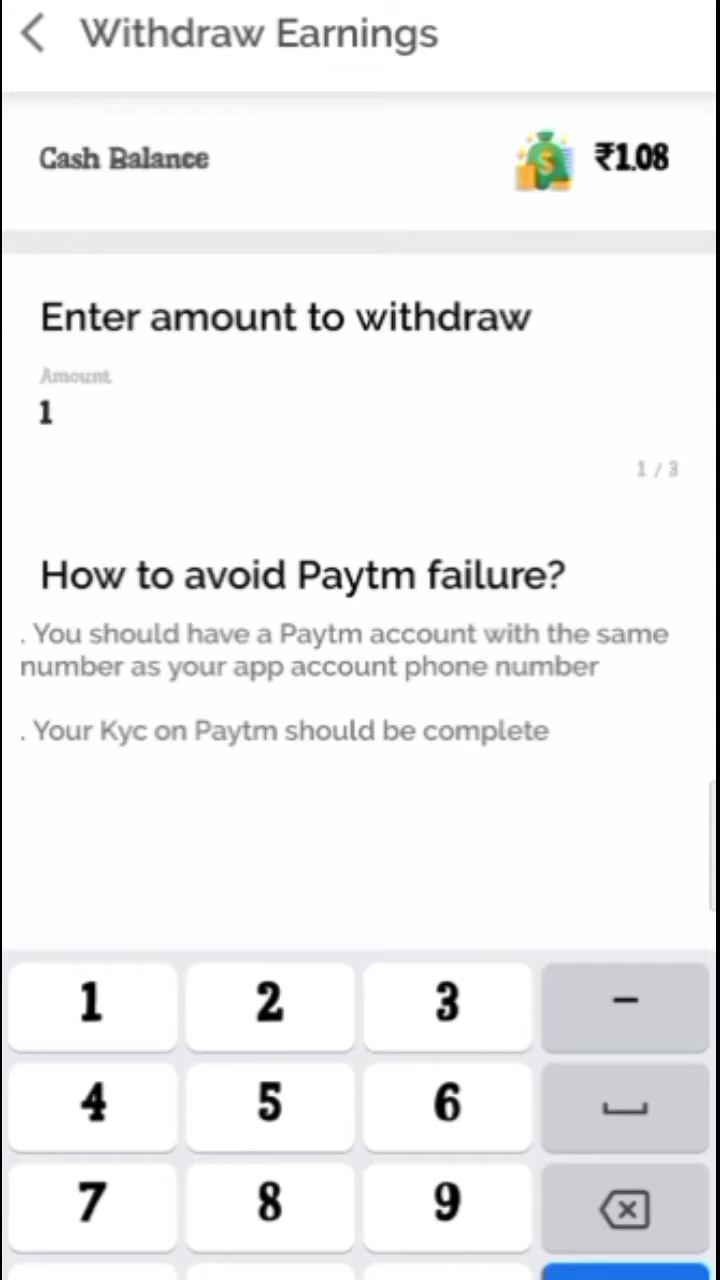 Withdraw Earnings
Cash Balance
₹1.08
Enter amount to withdraw
Amount
1
1 / 3
How to avoid Paytm failure?
. You should have a Paytm account with the same
number as your app account phone number
. Your Kyc on Paytm should be complete
1 2 3 –
4 5 6
7 8 9